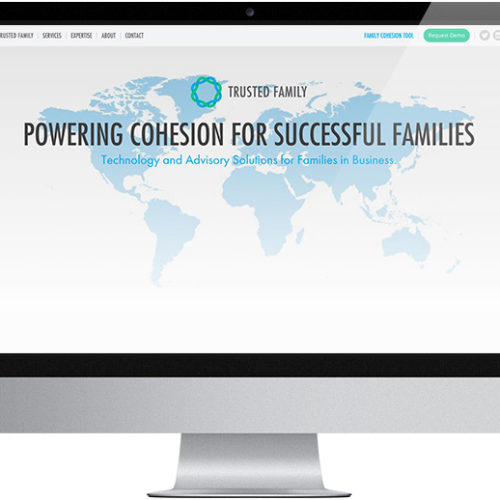 TRUSTED FAMILY | SERVICES | EXPERTISE | ABOUT | CONTACT FAMILY COHESION TOOL Request Demo
TRUSTED FAMILY
POWERING COHESION FOR SUCCESSFUL FAMILIES
Technology and Advisory Solutions for Families in Business.